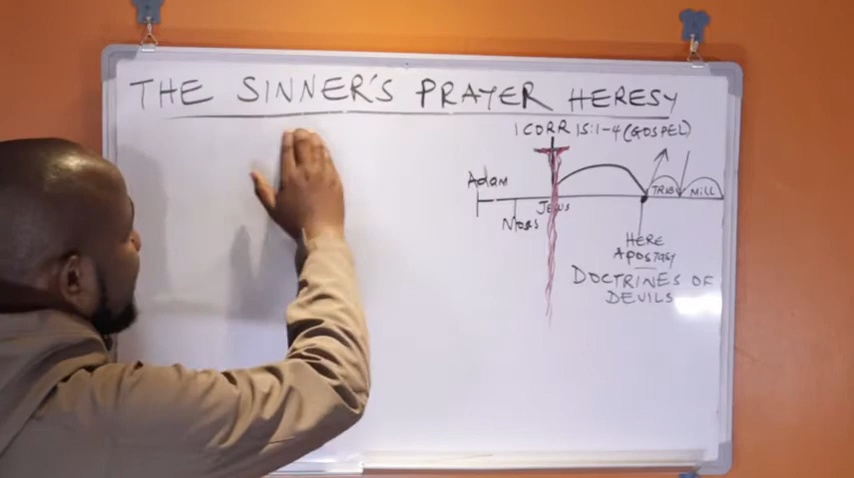 THE SINNER'S PRAYER HERESY
1 CORR 15:1-4 (GOSPEL)
Adam
TRIB
MILL
Moses
HERE
APOSTASY
DOCTRINES OF
DEVILS